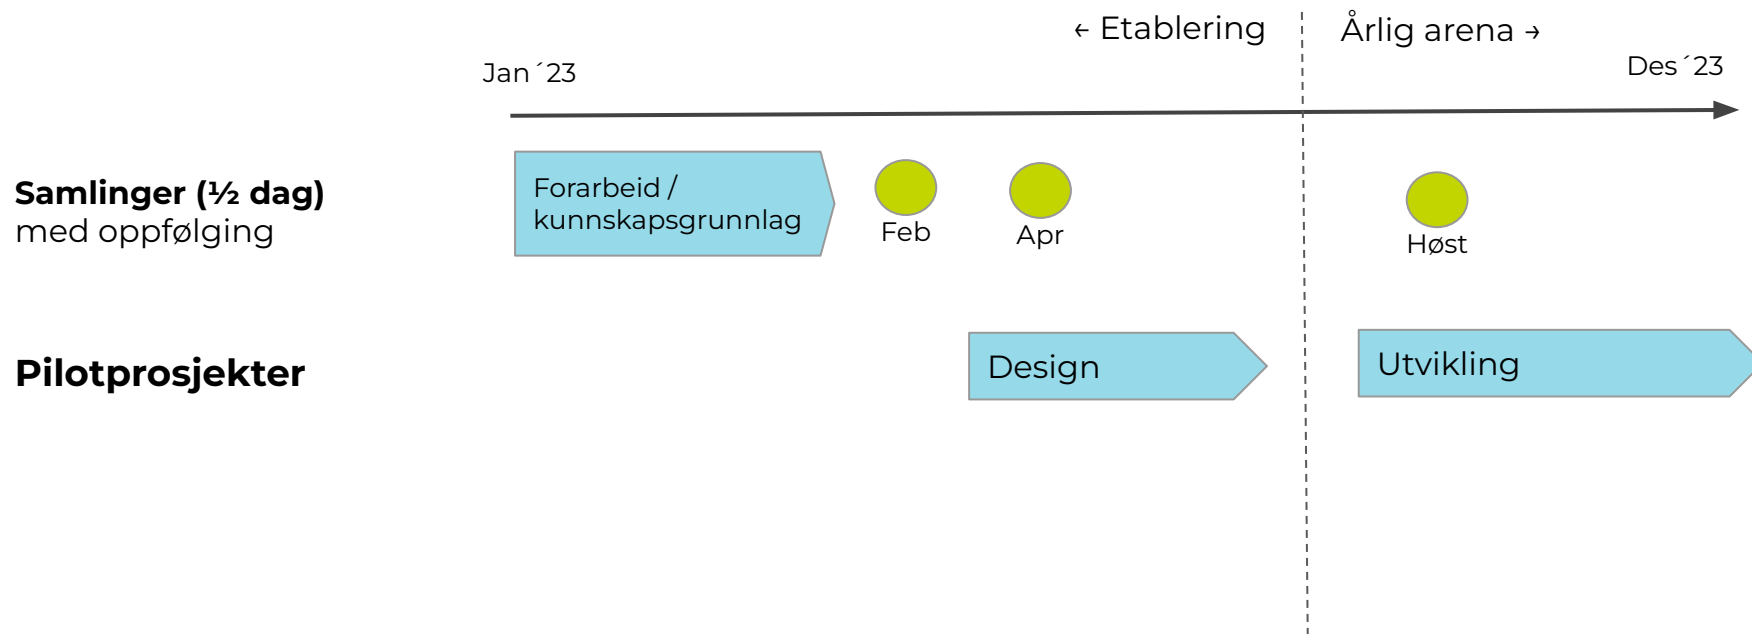 ← Etablering
Årlig arena →
Jan ´23
Des ´23
Samlinger (½ dag)
med oppfølging
Forarbeid /
kunnskapsgrunnlag
Feb
Apr
Høst
Pilotprosjekter
Design
Utvikling